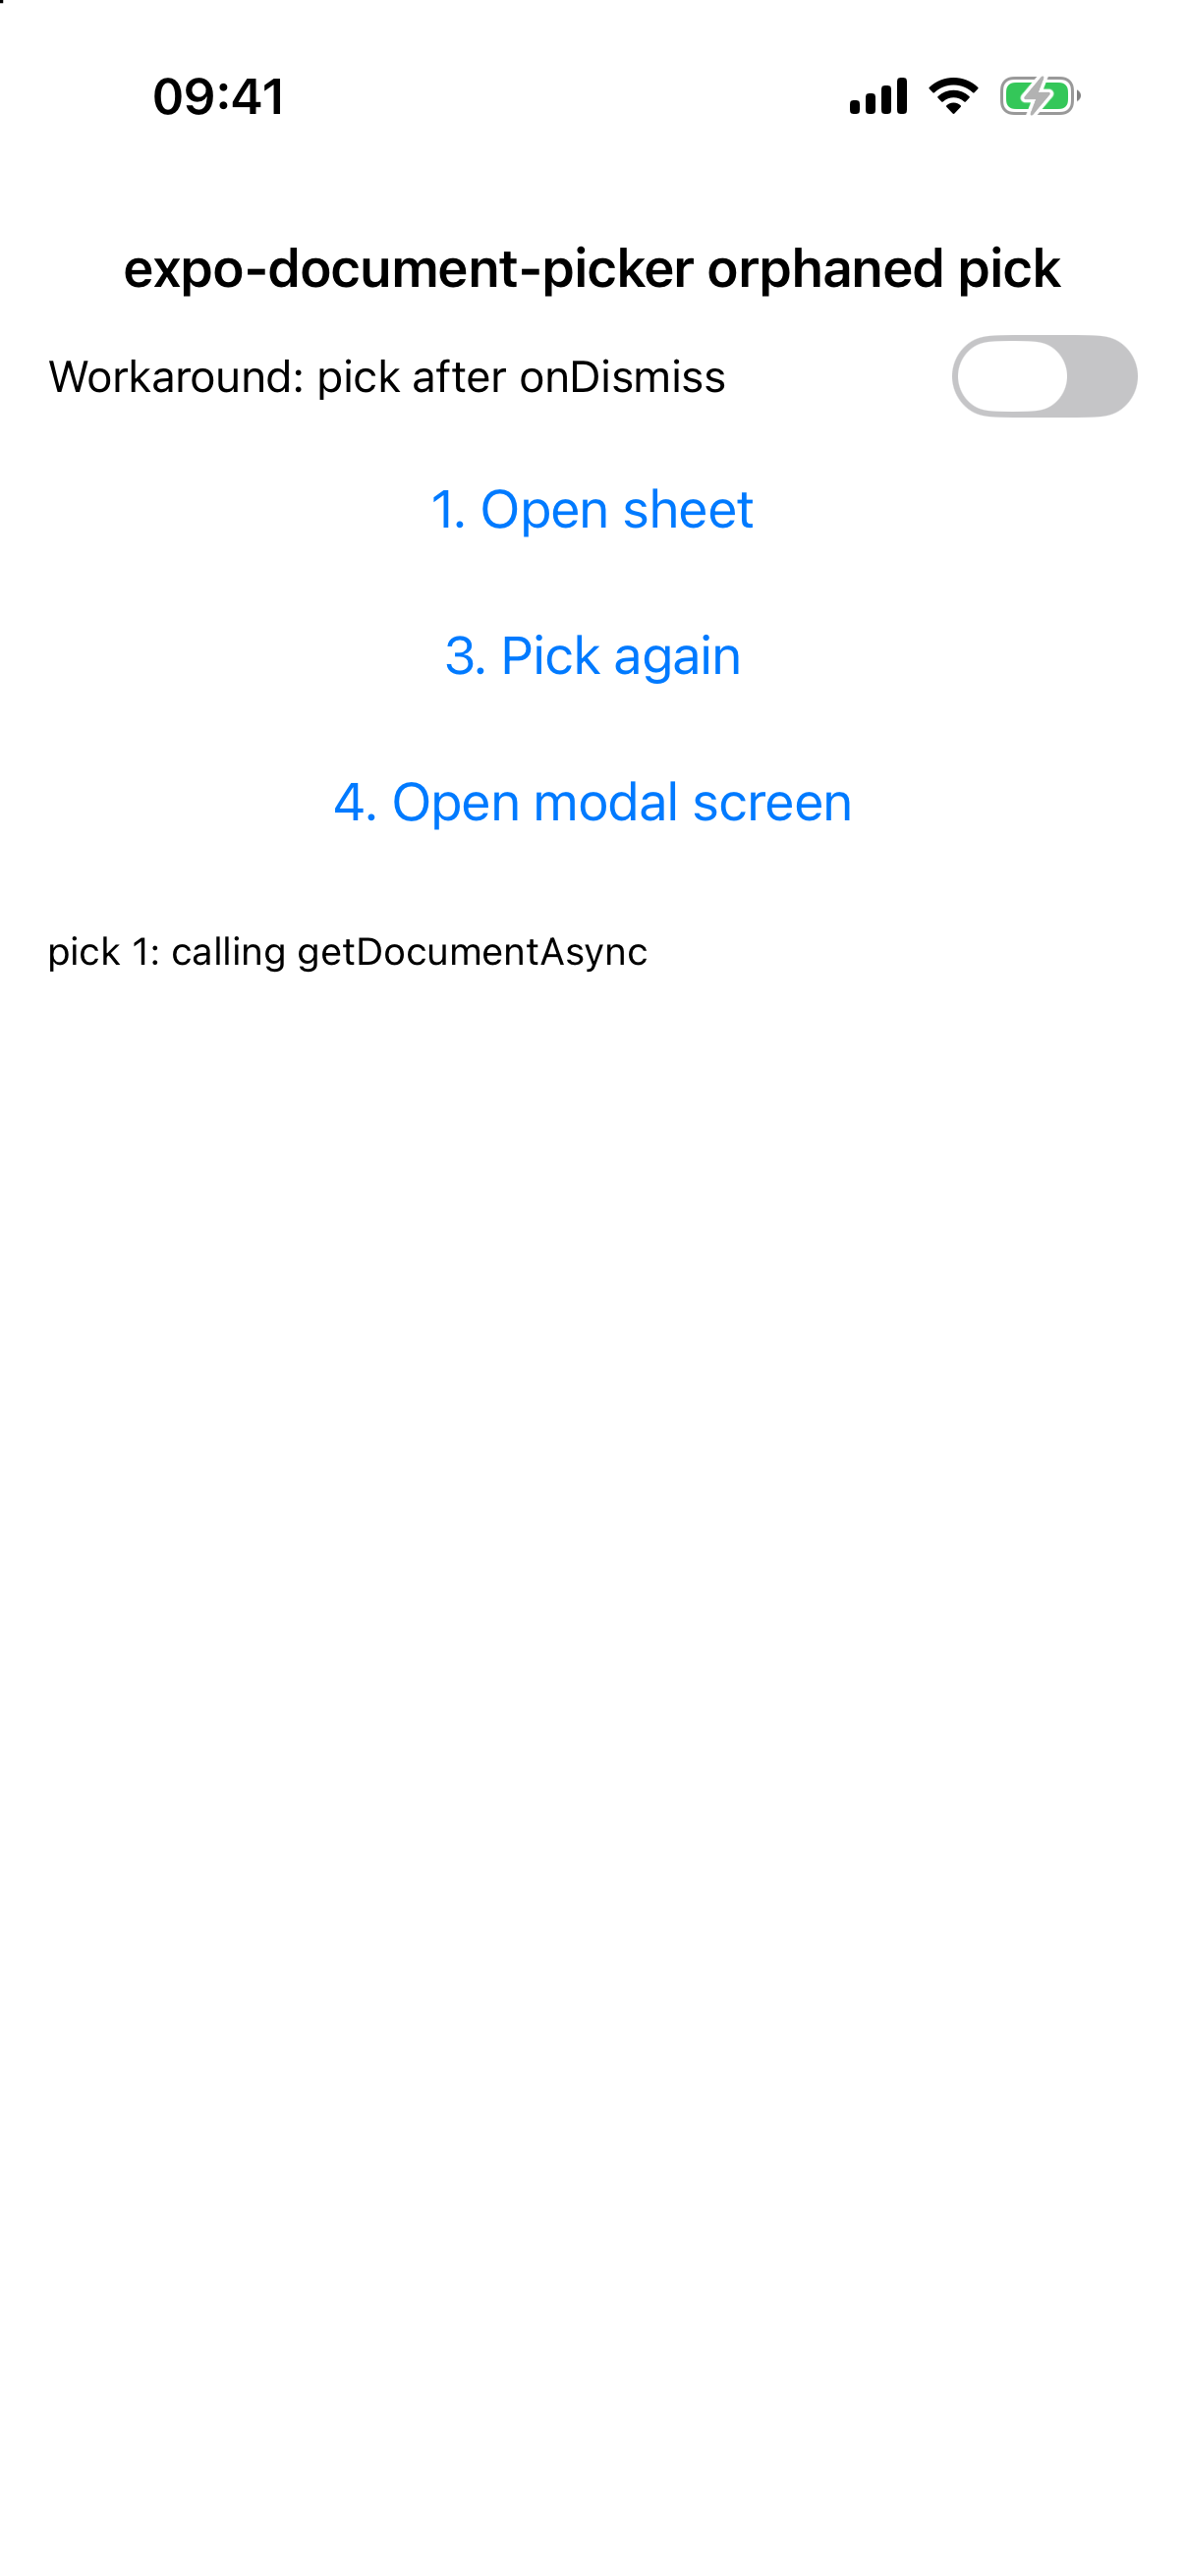 09:41
expo-document-picker orphaned pick
Workaround: pick after onDismiss
1. Open sheet
3. Pick again
4. Open modal screen
pick 1: calling getDocumentAsync